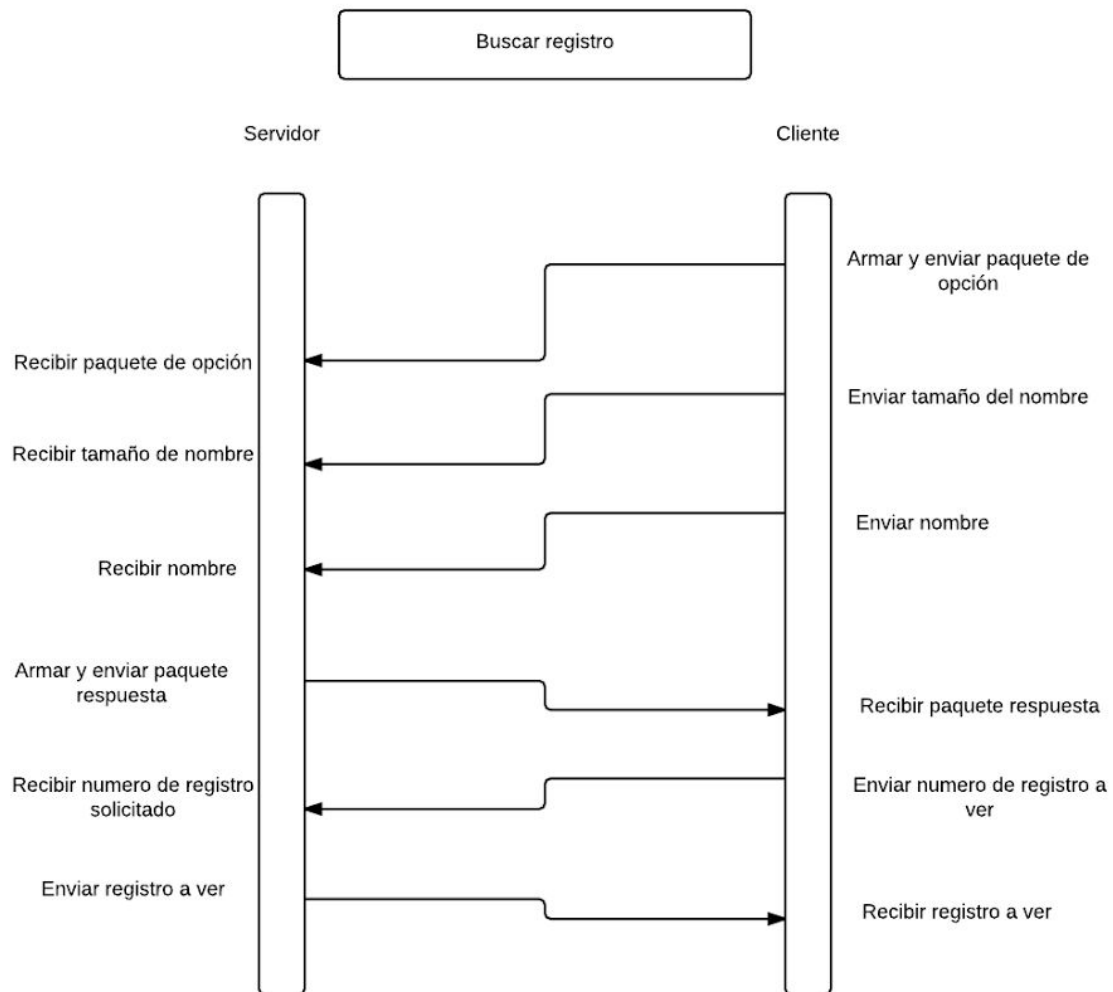 Buscar registro
Servidor
Cliente
Armar y enviar paquete de
opción
Recibir paquete de opción
Enviar tamaño del nombre
Recibir tamaño de nombre
Enviar nombre
Recibir nombre
Armar y enviar paquete
respuesta
Recibir paquete respuesta
Recibir numero de registro
solicitado
Enviar numero de registro a
ver
Enviar registro a ver
Recibir registro a ver